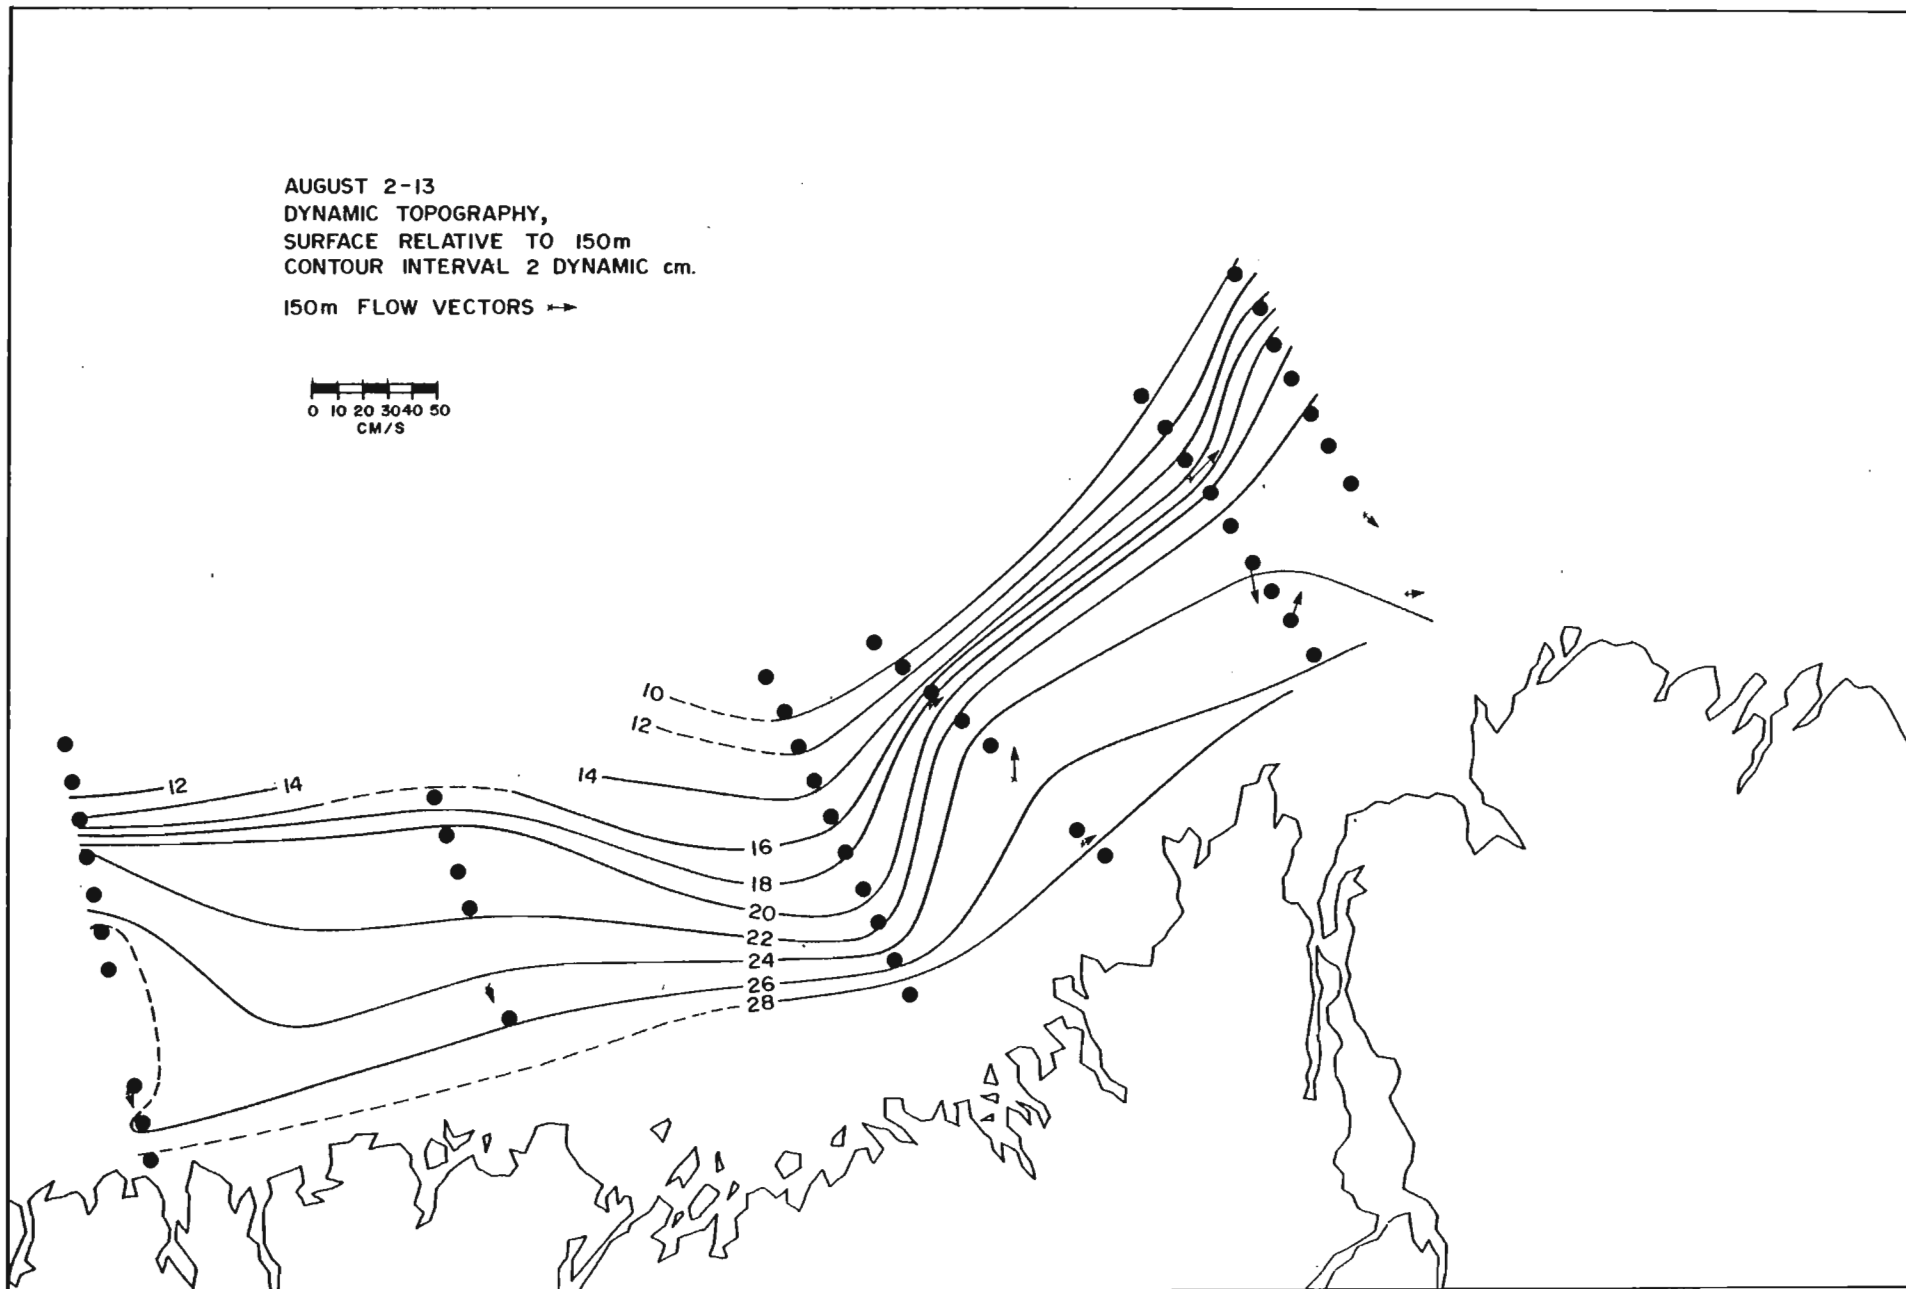 AUGUST 2-13
DYNAMIC TOPOGRAPHY,
SURFACE RELATIVE TO 150m
CONTOUR INTERVAL 2 DYNAMIC cm.
150m FLOW VECTORS
0 10 20 30 40 50
CM/S
10
12
12
14
14
16
18
20
22
24
26
28